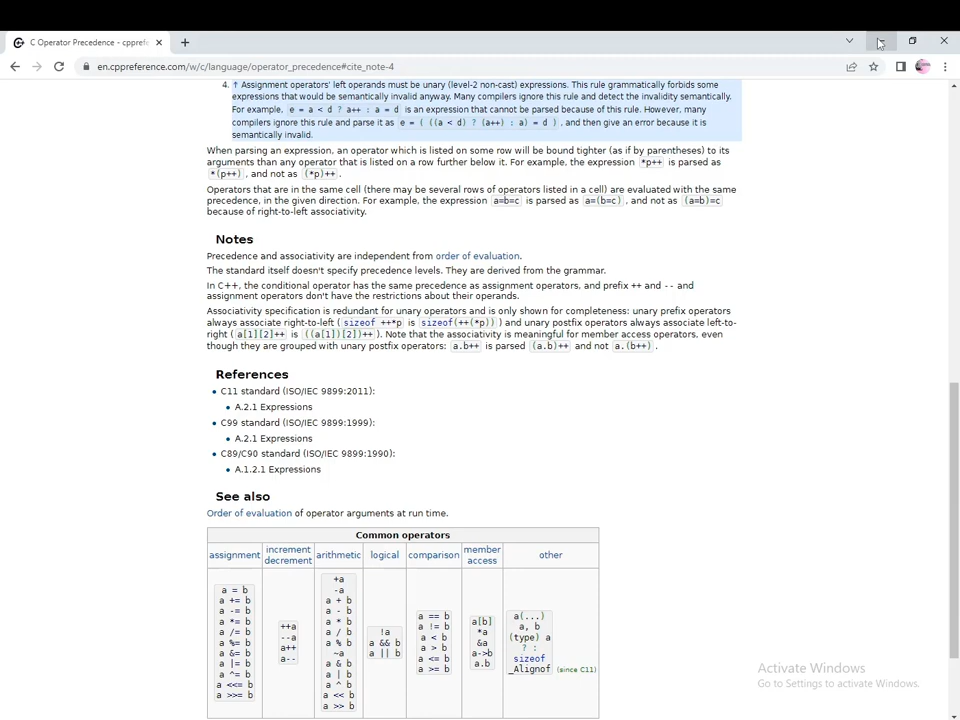 C Operator Precedence - cpprefe
en.cppreference.com/w/c/language/operator_precedence#cite_note-4
4. ↑ Assignment operators' left operands must be unary (level-2 non-cast) expressions. This rule grammatically forbids some
expressions that would be semantically invalid anyway. Many compilers ignore this rule and detect the invalidity semantically.
For example, e = a < d ? a++ : a = d is an expression that cannot be parsed because of this rule. However, many
compilers ignore this rule and parse it as e = ( ((a < d) ? (a++) : a) = d ), and then give an error because it is
semantically invalid.
When parsing an expression, an operator which is listed on some row will be bound tighter (as if by parentheses) to its
arguments than any operator that is listed on a row further below it. For example, the expression *p++ is parsed as
*(p++), and not as (*p)++.
Operators that are in the same cell (there may be several rows of operators listed in a cell) are evaluated with the same
precedence, in the given direction. For example, the expression a=b=c is parsed as a=(b=c), and not as (a=b)=c
because of right-to-left associativity.
Notes
Precedence and associativity are independent from order of evaluation.
The standard itself doesn't specify precedence levels. They are derived from the grammar.
In C++, the conditional operator has the same precedence as assignment operators, and prefix ++ and -- and
assignment operators don't have the restrictions about their operands.
Associativity specification is redundant for unary operators and is only shown for completeness: unary prefix operators
always associate right-to-left ( sizeof ++*p is sizeof(++(*p)) ) and unary postfix operators always associate left-to-
right ( a[1][2]++ is ((a[1])[2])++ ). Note that the associativity is meaningful for member access operators, even
though they are grouped with unary postfix operators: a.b++ is parsed (a.b)++ and not a.(b++).
References
• C11 standard (ISO/IEC 9899:2011):
• A.2.1 Expressions
• C99 standard (ISO/IEC 9899:1999):
• A.2.1 Expressions
• C89/C90 standard (ISO/IEC 9899:1990):
• A.1.2.1 Expressions
See also
Order of evaluation of operator arguments at run time.
Common operators
assignment
increment
decrement
arithmetic
logical
comparison
member
access
other
a = b
a += b
a -= b
a *= b
a /= b
a %= b
a &= b
a |= b
a ^= b
a <<= b
a >>= b
++a
--a
a++
a--
+a
-a
a + b
a - b
a * b
a / b
a % b
~a
a & b
a | b
a ^ b
a << b
a >> b
!a
a && b
a || b
a == b
a != b
a < b
a > b
a <= b
a >= b
a[b]
*a
&a
a->b
a.b
a(...)
a, b
(type) a
? :
sizeof
_Alignof (since C11)
Activate Windows
Go to Settings to activate Windows.